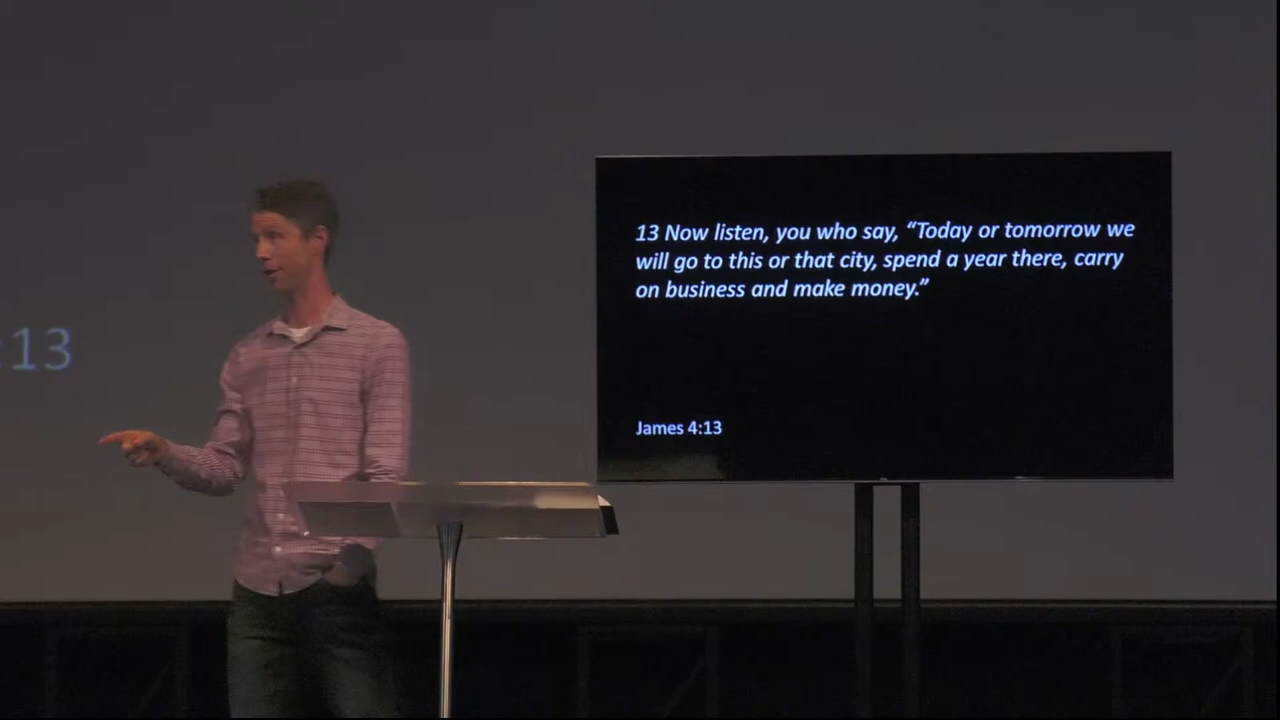 :13
13 Now listen, you who say, “Today or tomorrow we
will go to this or that city, spend a year there, carry
on business and make money.”
James 4:13